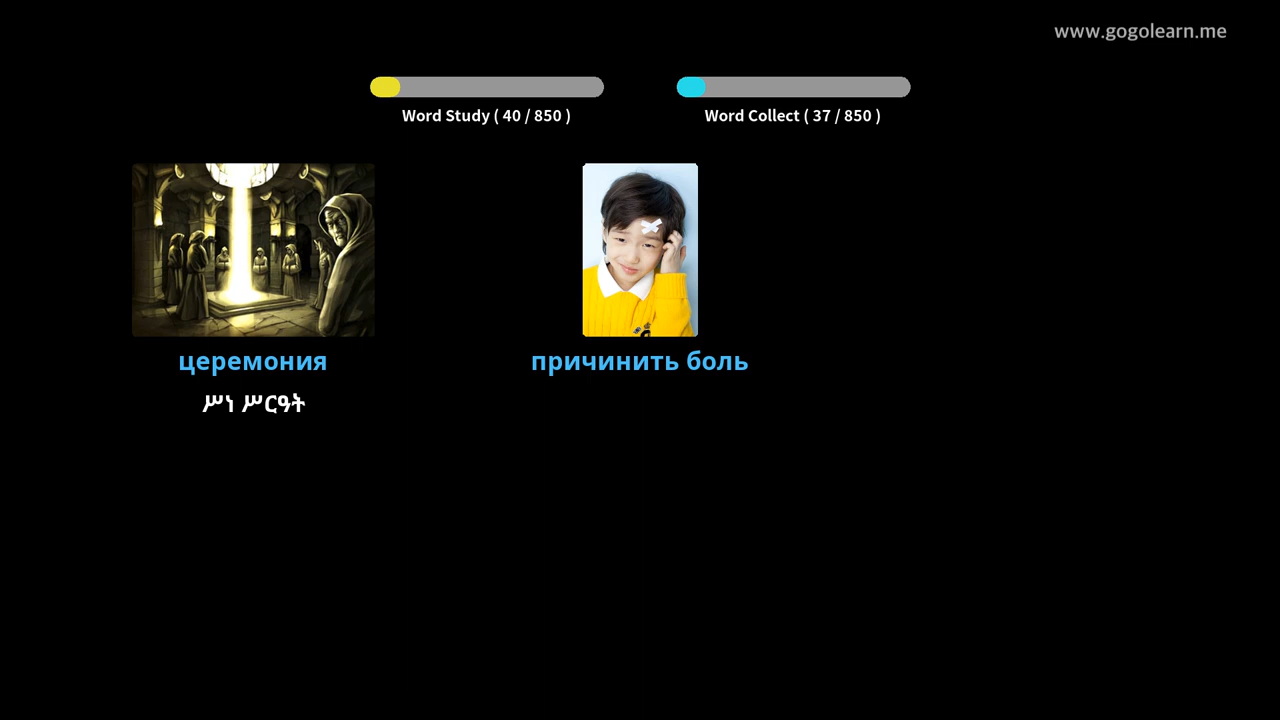 www.gogolearn.me
Word Study ( 40 / 850 )
Word Collect ( 37 / 850 )
церемония
причинить боль
ሥነ ሥርዓት